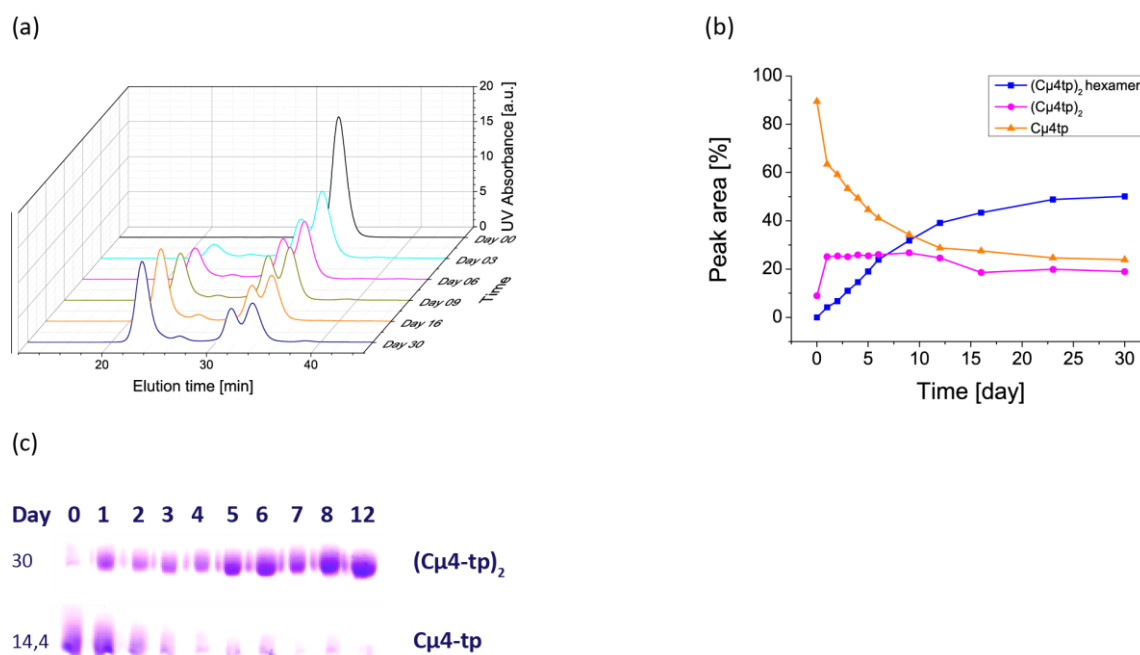 (a)
20
15
10
5
0
UV Absorbance [a.u.]
Day 00
Day 03
Day 06
Day 09
Day 16
Day 30
Time
20
30
40
Elution time [min]
(b)
100
80
60
40
20
0
Peak area [%]
(Cµ4tp)₂ hexamer
(Cµ4tp)₂
Cµ4tp
0 5 10 15 20 25 30
Time [day]
(c)
Day 0 1 2 3 4 5 6 7 8 12
30 (Cµ4-tp)₂
14,4 Cµ4-tp